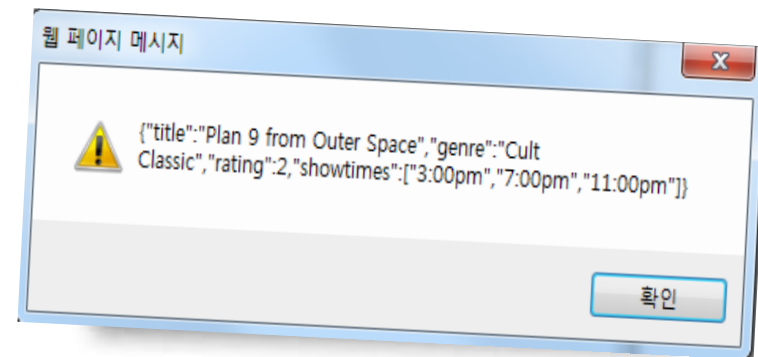 웹 페이지 메시지
{"title":"Plan 9 from Outer Space","genre":"Cult
Classic","rating":2,"showtimes":["3:00pm","7:00pm","11:00pm"]}
확인